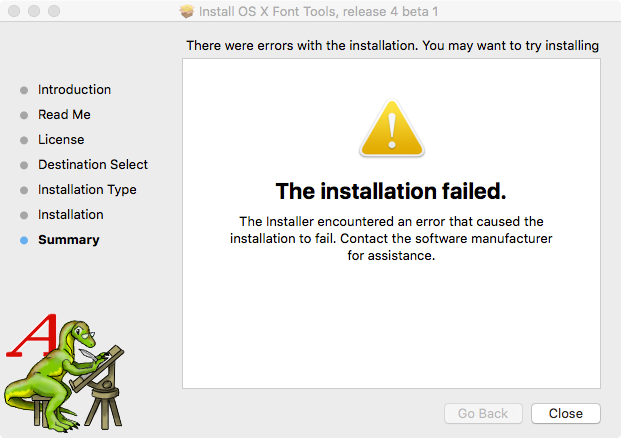 Install OS X Font Tools, release 4 beta 1
There were errors with the installation. You may want to try installing
Introduction
Read Me
License
Destination Select
Installation Type
Installation
Summary
The installation failed.
The Installer encountered an error that caused the
installation to fail. Contact the software manufacturer
for assistance.
A
Go Back
Close